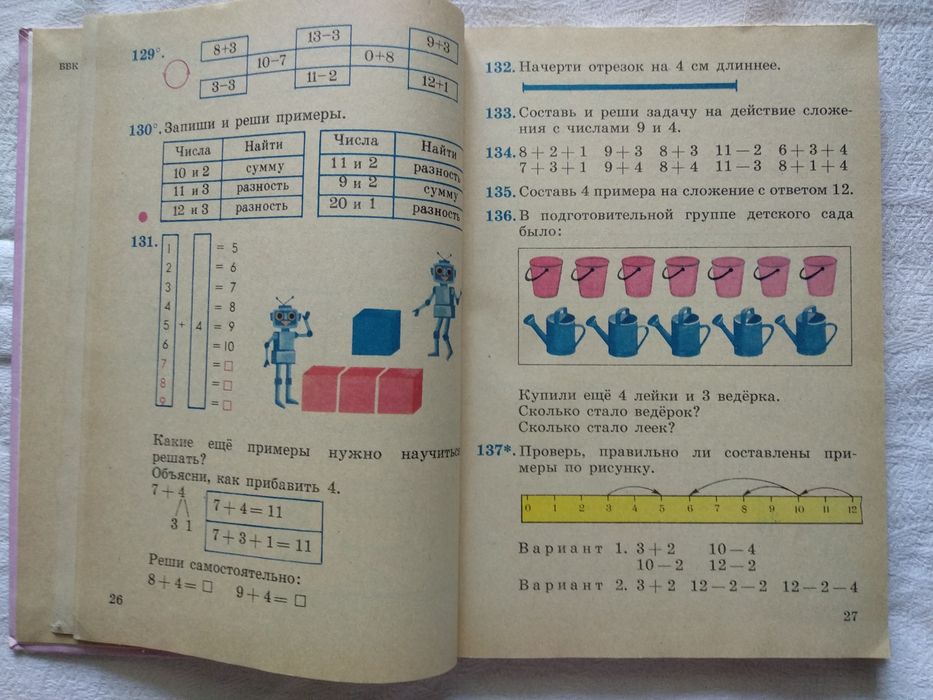 ББК
129°.
8+3
13−3
9+3
10−7
0+8
3−3
11−2
12+1
130°. Запиши и реши примеры.
Числа Найти
10 и 2 сумму
11 и 3 разность
12 и 3 разность
Числа Найти
11 и 2 разность
9 и 2 сумму
20 и 1 разность
131.
1 = 5
2 = 6
3 = 7
4 = 8
5 + 4 = 9
6 = 10
7 = □
8 = □
9 = □
Какие ещё примеры нужно научиться
решать?
Объясни, как прибавить 4.
7+4
3 1
7+4=11
7+3+1=11
Реши самостоятельно:
8+4=□ 9+4=□
26
132. Начерти отрезок на 4 см длиннее.
133. Составь и реши задачу на действие сложе-
ния с числами 9 и 4.
134. 8+2+1 9+3 8+3 11−2 6+3+4
7+3+1 9+4 8+4 11−3 8+1+4
135. Составь 4 примера на сложение с ответом 12.
136. В подготовительной группе детского сада
было:
Купили ещё 4 лейки и 3 ведёрка.
Сколько стало ведёрок?
Сколько стало леек?
137*. Проверь, правильно ли составлены при-
меры по рисунку.
0 1 2 3 4 5 6 7 8 9 10 11 12
Вариант 1. 3+2 10−4
10−2 12−2
Вариант 2. 3+2 12−2−2 12−2−4
27